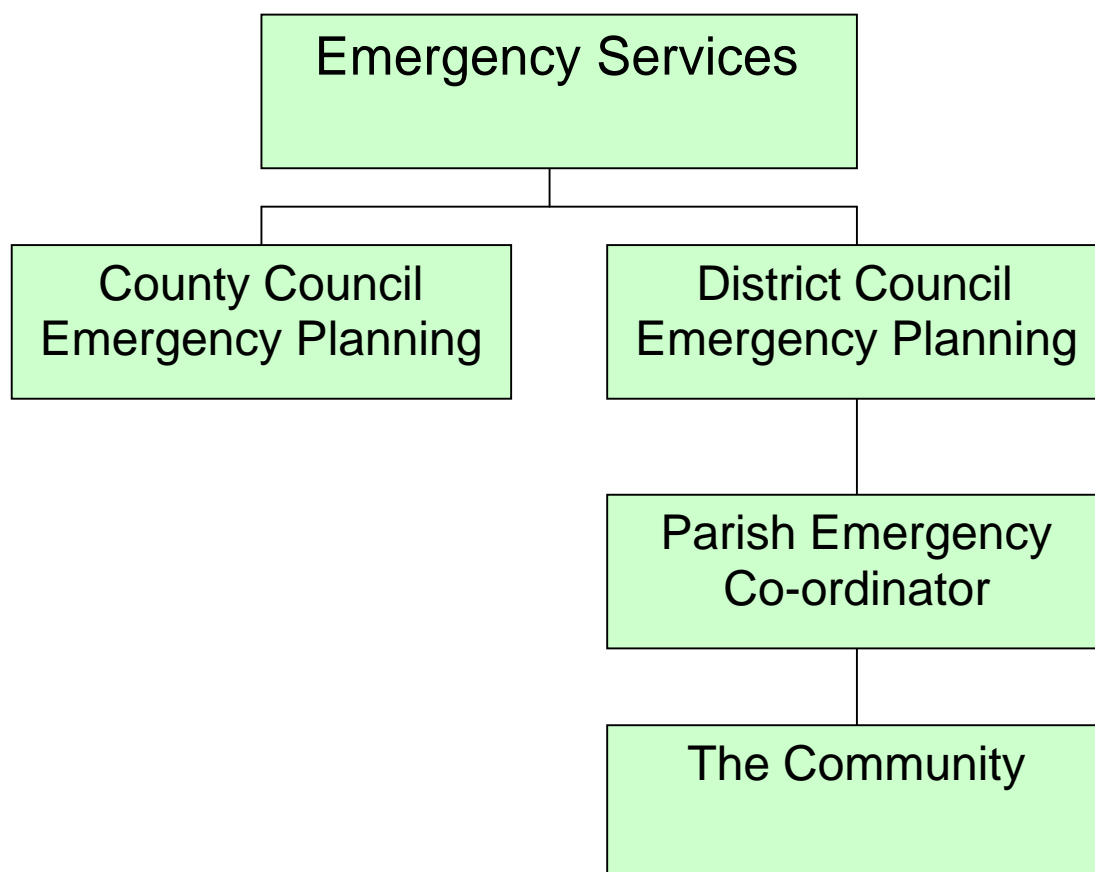 Emergency Services
County Council
Emergency Planning
District Council
Emergency Planning
Parish Emergency
Co-ordinator
The Community